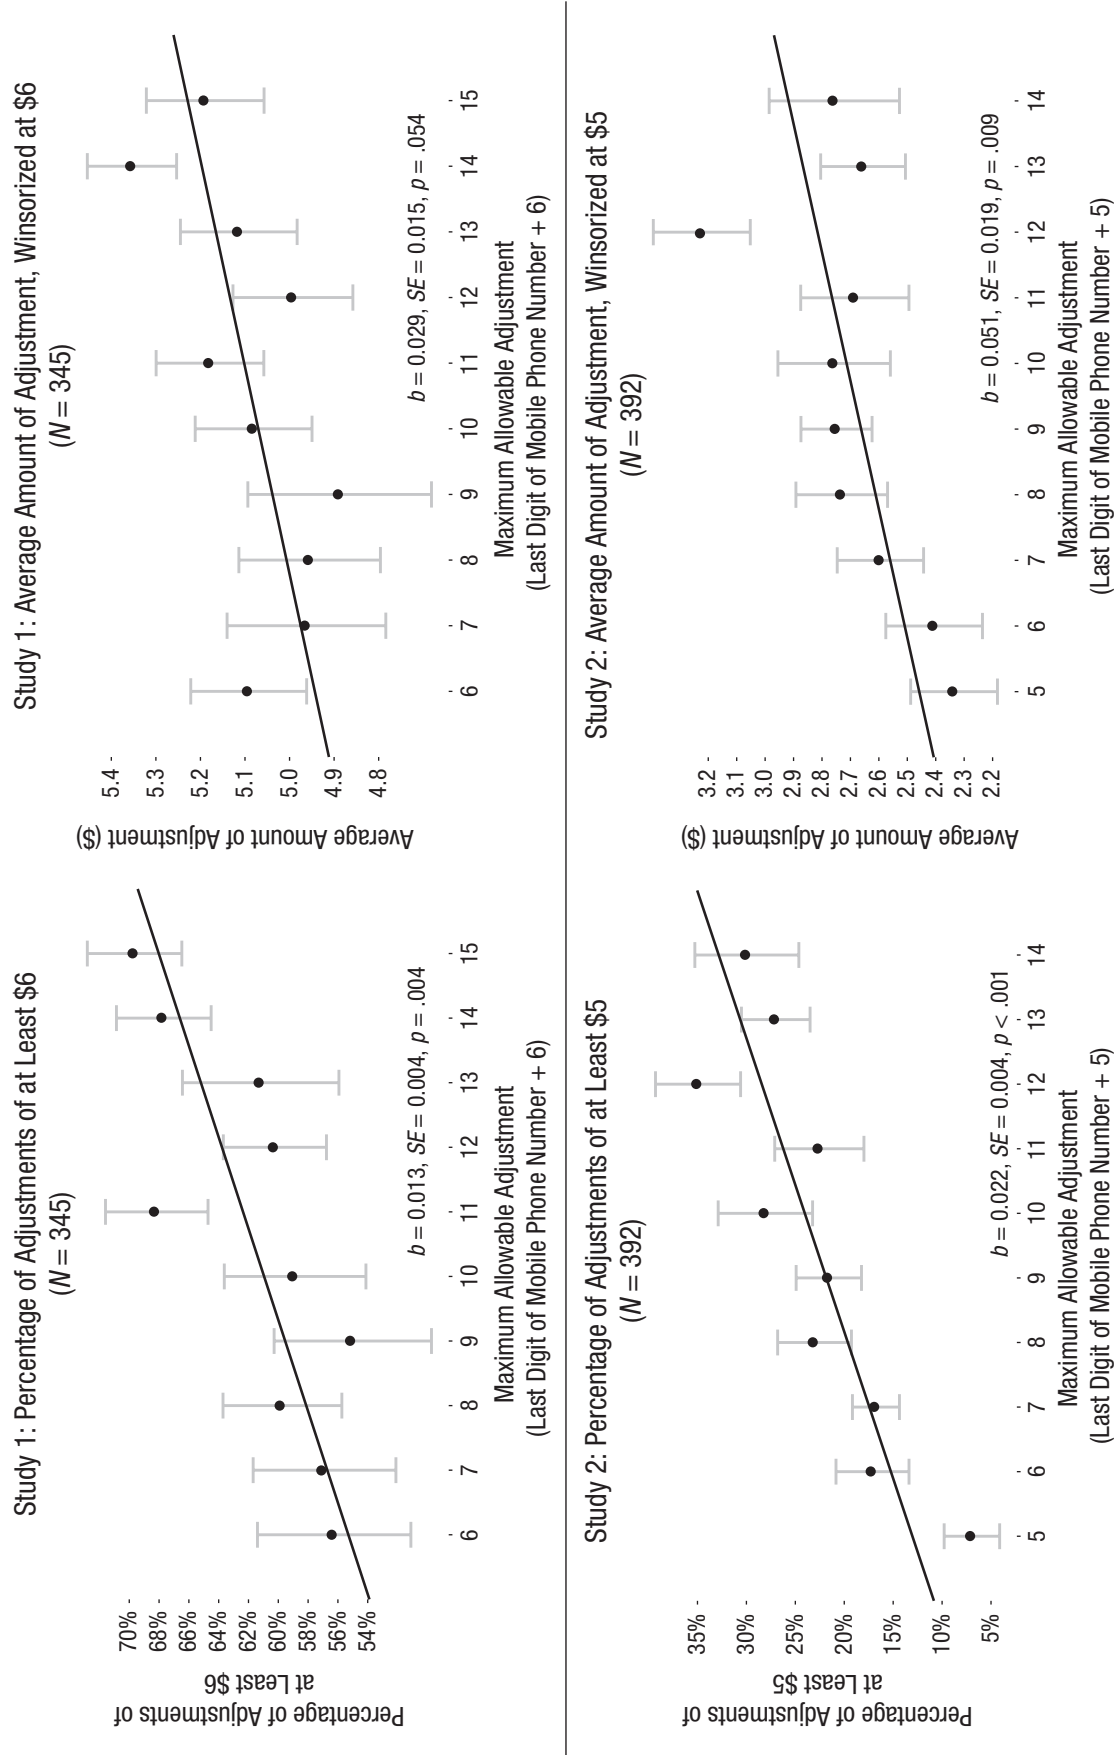 Study 1: Percentage of Adjustments of at Least $6
(N = 345)
Percentage of Adjustments of
at Least $6
70%
68%
66%
64%
62%
60%
58%
56%
54%
b = 0.013, SE = 0.004, p = .004
6 7 8 9 10 11 12 13 14 15
Maximum Allowable Adjustment
(Last Digit of Mobile Phone Number + 6)
Study 1: Average Amount of Adjustment, Winsorized at $6
(N = 345)
Average Amount of Adjustment ($)
5.4
5.3
5.2
5.1
5.0
4.9
4.8
b = 0.029, SE = 0.015, p = .054
6 7 8 9 10 11 12 13 14 15
Maximum Allowable Adjustment
(Last Digit of Mobile Phone Number + 6)
Study 2: Percentage of Adjustments of at Least $5
(N = 392)
Percentage of Adjustments of
at Least $5
35%
30%
25%
20%
15%
10%
5%
b = 0.022, SE = 0.004, p < .001
5 6 7 8 9 10 11 12 13 14
Maximum Allowable Adjustment
(Last Digit of Mobile Phone Number + 5)
Study 2: Average Amount of Adjustment, Winsorized at $5
(N = 392)
Average Amount of Adjustment ($)
3.2
3.1
3.0
2.9
2.8
2.7
2.6
2.5
2.4
2.3
2.2
b = 0.051, SE = 0.019, p = .009
5 6 7 8 9 10 11 12 13 14
Maximum Allowable Adjustment
(Last Digit of Mobile Phone Number + 5)